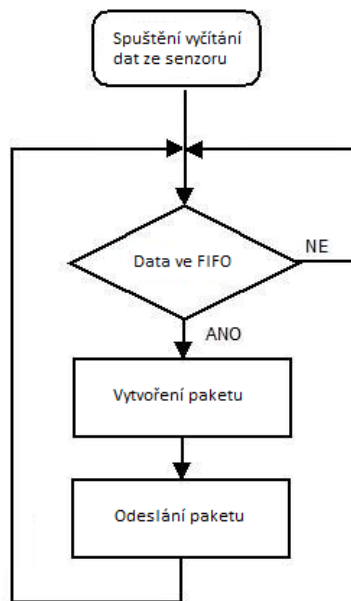 Spuštění vyčítání
dat ze senzoru
Data ve FIFO
NE
ANO
Vytvoření paketu
Odeslání paketu